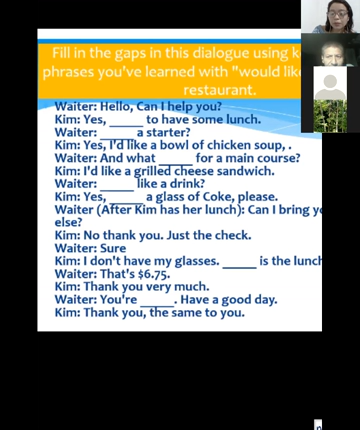 Fill in the gaps in this dialogue using
phrases you've learned with "would
restaurant.
Waiter: Hello, Can I help you?
Kim: Yes, _____ to have some lunch.
Waiter: _____ a starter?
Kim: Yes, I'd like a bowl of chicken soup, .
Waiter: And what _____ for a main course?
Kim: I'd like a grilled cheese sandwich.
Waiter: _____ like a drink?
Kim: Yes, _____ a glass of Coke, please.
Waiter (After Kim has her lunch): Can I bring
else?
Kim: No thank you. Just the check.
Waiter: Sure
Kim: I don't have my glasses. _____ is the
Waiter: That's $6.75.
Kim: Thank you very much.
Waiter: You're _____. Have a good day.
Kim: Thank you, the same to you.